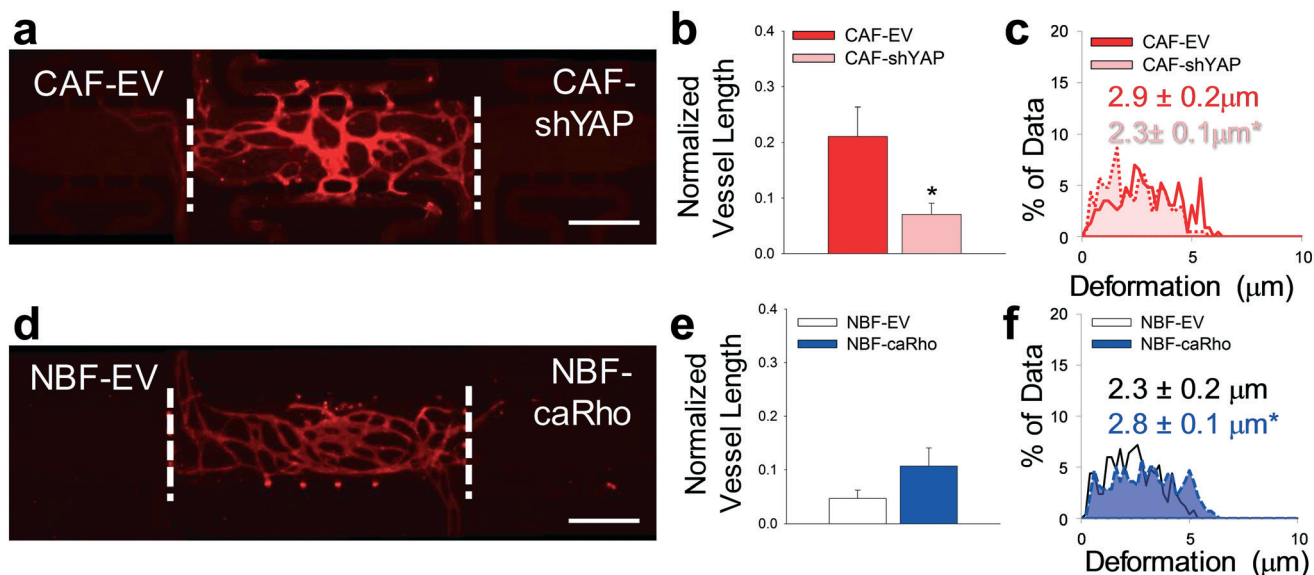 a
CAF-EV
CAF-
shYAP
b
Normalized
Vessel Length
0.4
0.3
0.2
0.1
0.0
CAF-EV
CAF-shYAP
*
c
% of Data
20
15
10
5
0
CAF-EV
CAF-shYAP
2.9 ± 0.2μm
2.3± 0.1μm*
0
5
10
Deformation (μm)
d
NBF-EV
NBF-
caRho
e
Normalized
Vessel Length
0.4
0.3
0.2
0.1
0.0
NBF-EV
NBF-caRho
f
% of Data
20
15
10
5
0
NBF-EV
NBF-caRho
2.3 ± 0.2 μm
2.8 ± 0.1 μm*
0
5
10
Deformation (μm)